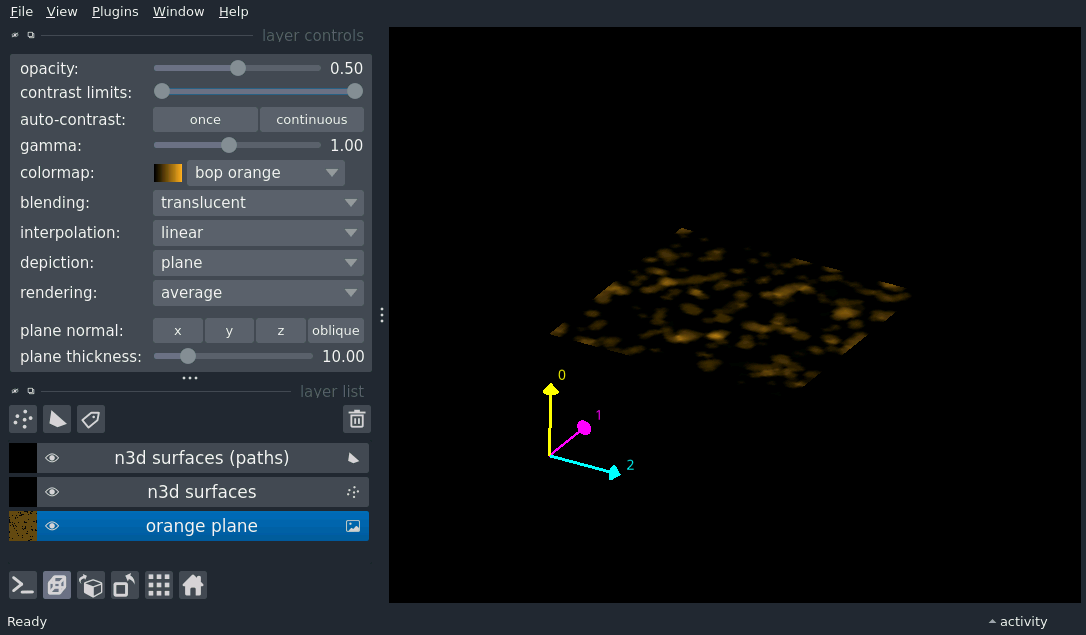 File View Plugins Window Help
layer controls
opacity: 0.50
contrast limits:
auto-contrast: once continuous
gamma: 1.00
colormap: bop orange
blending: translucent
interpolation: linear
depiction: plane
rendering: average
plane normal: x y z oblique
plane thickness: 10.00
layer list
n3d surfaces (paths)
n3d surfaces
orange plane
0
1
2
Ready activity